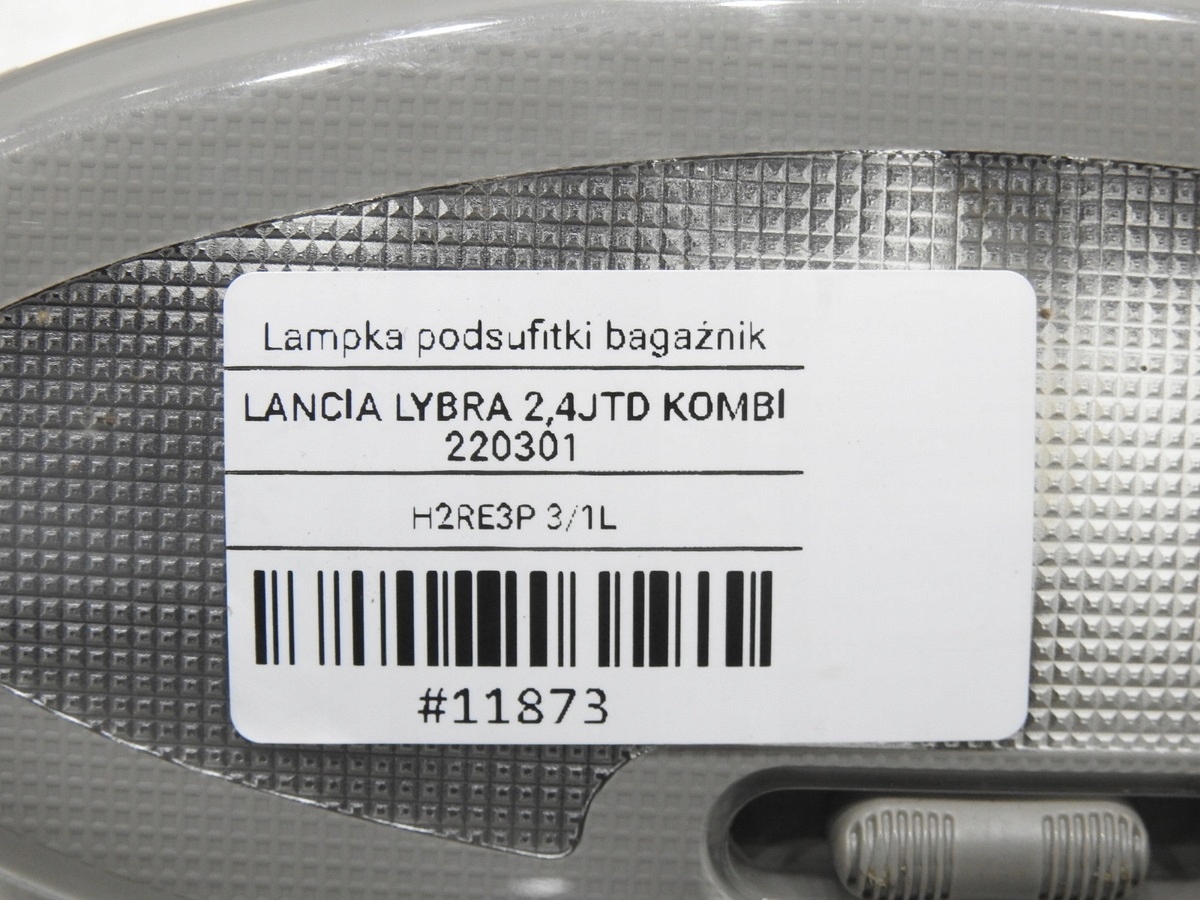 Lampka podsufitki bagażnik
LANCIA LYBRA 2,4JTD KOMBI
220301
H2RE3P 3/1L
#11873